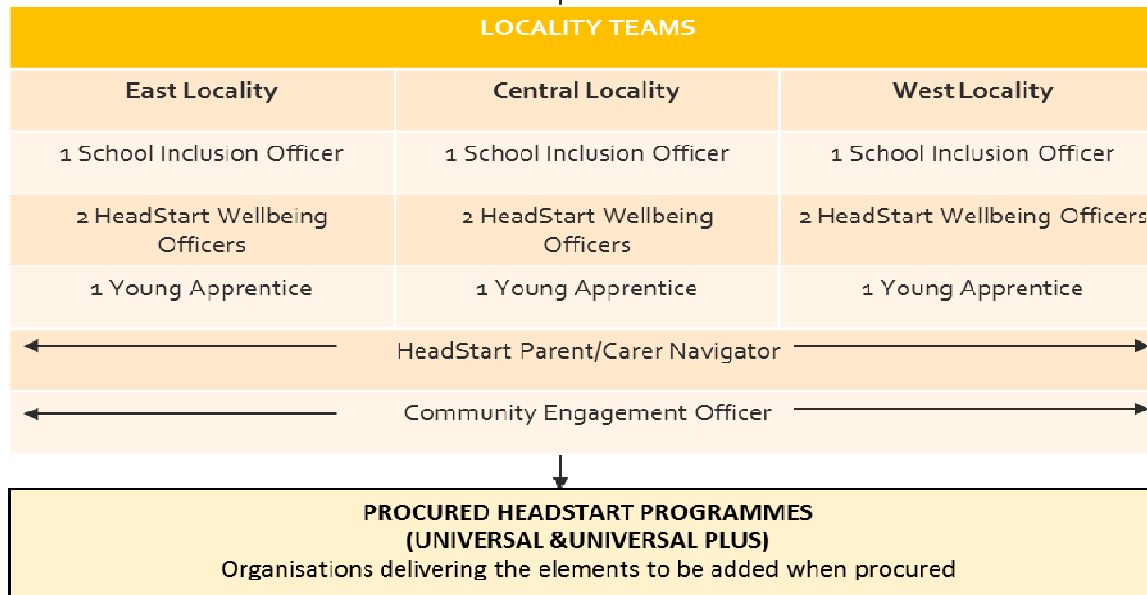 LOCALITY TEAMS
East Locality
Central Locality
West Locality
1 School Inclusion Officer
1 School Inclusion Officer
1 School Inclusion Officer
2 HeadStart Wellbeing
Officers
2 HeadStart Wellbeing
Officers
2 HeadStart Wellbeing Officers
1 Young Apprentice
1 Young Apprentice
1 Young Apprentice
HeadStart Parent/Carer Navigator
Community Engagement Officer
PROCURED HEADSTART PROGRAMMES
(UNIVERSAL &UNIVERSAL PLUS)
Organisations delivering the elements to be added when procured